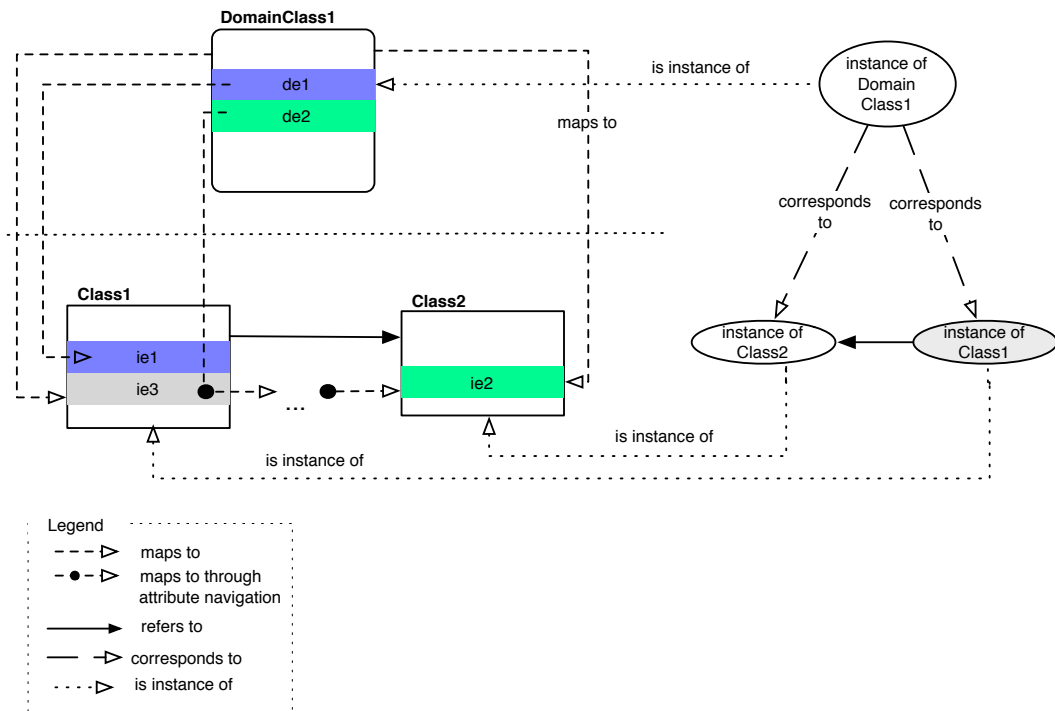 DomainClass1
de1
de2
is instance of
instance of
Domain
Class1
maps to
corresponds
to
corresponds
to
Class1
ie1
ie3
...
Class2
ie2
instance of
Class2
instance of
Class1
is instance of
is instance of
Legend
maps to
maps to through
attribute navigation
refers to
corresponds to
is instance of